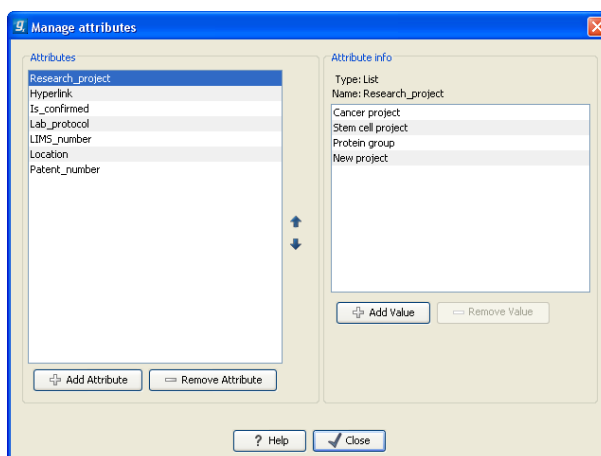 Manage attributes
Attributes
Research_project
Hyperlink
Is_confirmed
Lab_protocol
LIMS_number
Location
Patent_number
Add Attribute
Remove Attribute
Attribute info
Type: List
Name: Research_project
Cancer project
Stem cell project
Protein group
New project
Add Value
Remove Value
? Help
Close